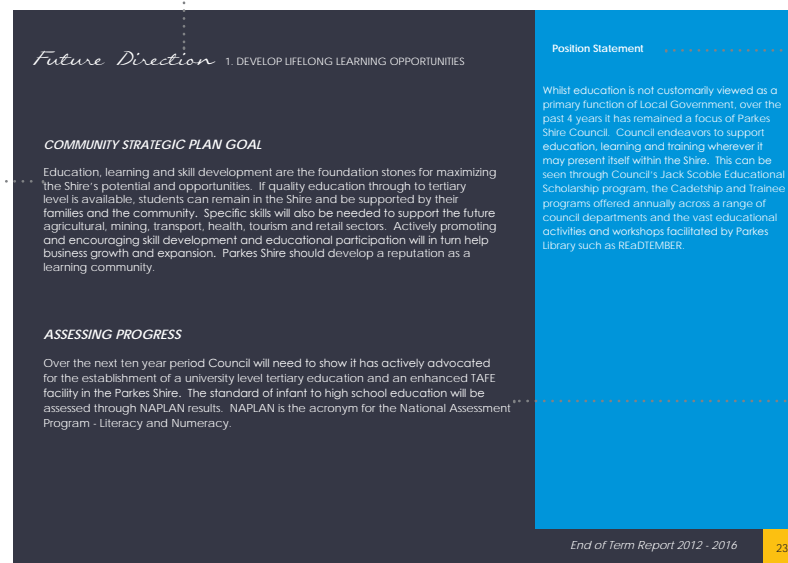 Future Direction 1. DEVELOP LIFELONG LEARNING OPPORTUNITIES
COMMUNITY STRATEGIC PLAN GOAL
Education, learning and skill development are the foundation stones for maximizing
the Shire's potential and opportunities. If quality education through to tertiary
level is available, students can remain in the Shire and be supported by their
families and the community. Specific skills will also be needed to support the future
agricultural, mining, transport, health, tourism and retail sectors. Actively promoting
and encouraging skill development and educational participation will in turn help
business growth and expansion. Parkes Shire should develop a reputation as a
learning community.
ASSESSING PROGRESS
Over the next ten year period Council will need to show it has actively advocated
for the establishment of a university level tertiary education and an enhanced TAFE
facility in the Parkes Shire. The standard of infant to high school education will be
assessed through NAPLAN results. NAPLAN is the acronym for the National Assessment
Program - Literacy and Numeracy.
Position Statement
Whilst education is not customarily viewed as a
primary function of Local Government, over the
past 4 years it has remained a focus of Parkes
Shire Council. Council endeavors to support
education, learning and training wherever it
may present itself within the Shire. This can be
seen through Council's Jack Scoble Educational
Scholarship program, the Cadetship and Trainee
programs offered annually across a range of
council departments and the vast educational
activities and workshops facilitated by Parkes
Library such as REaDTEMBER.
End of Term Report 2012 - 2016
23